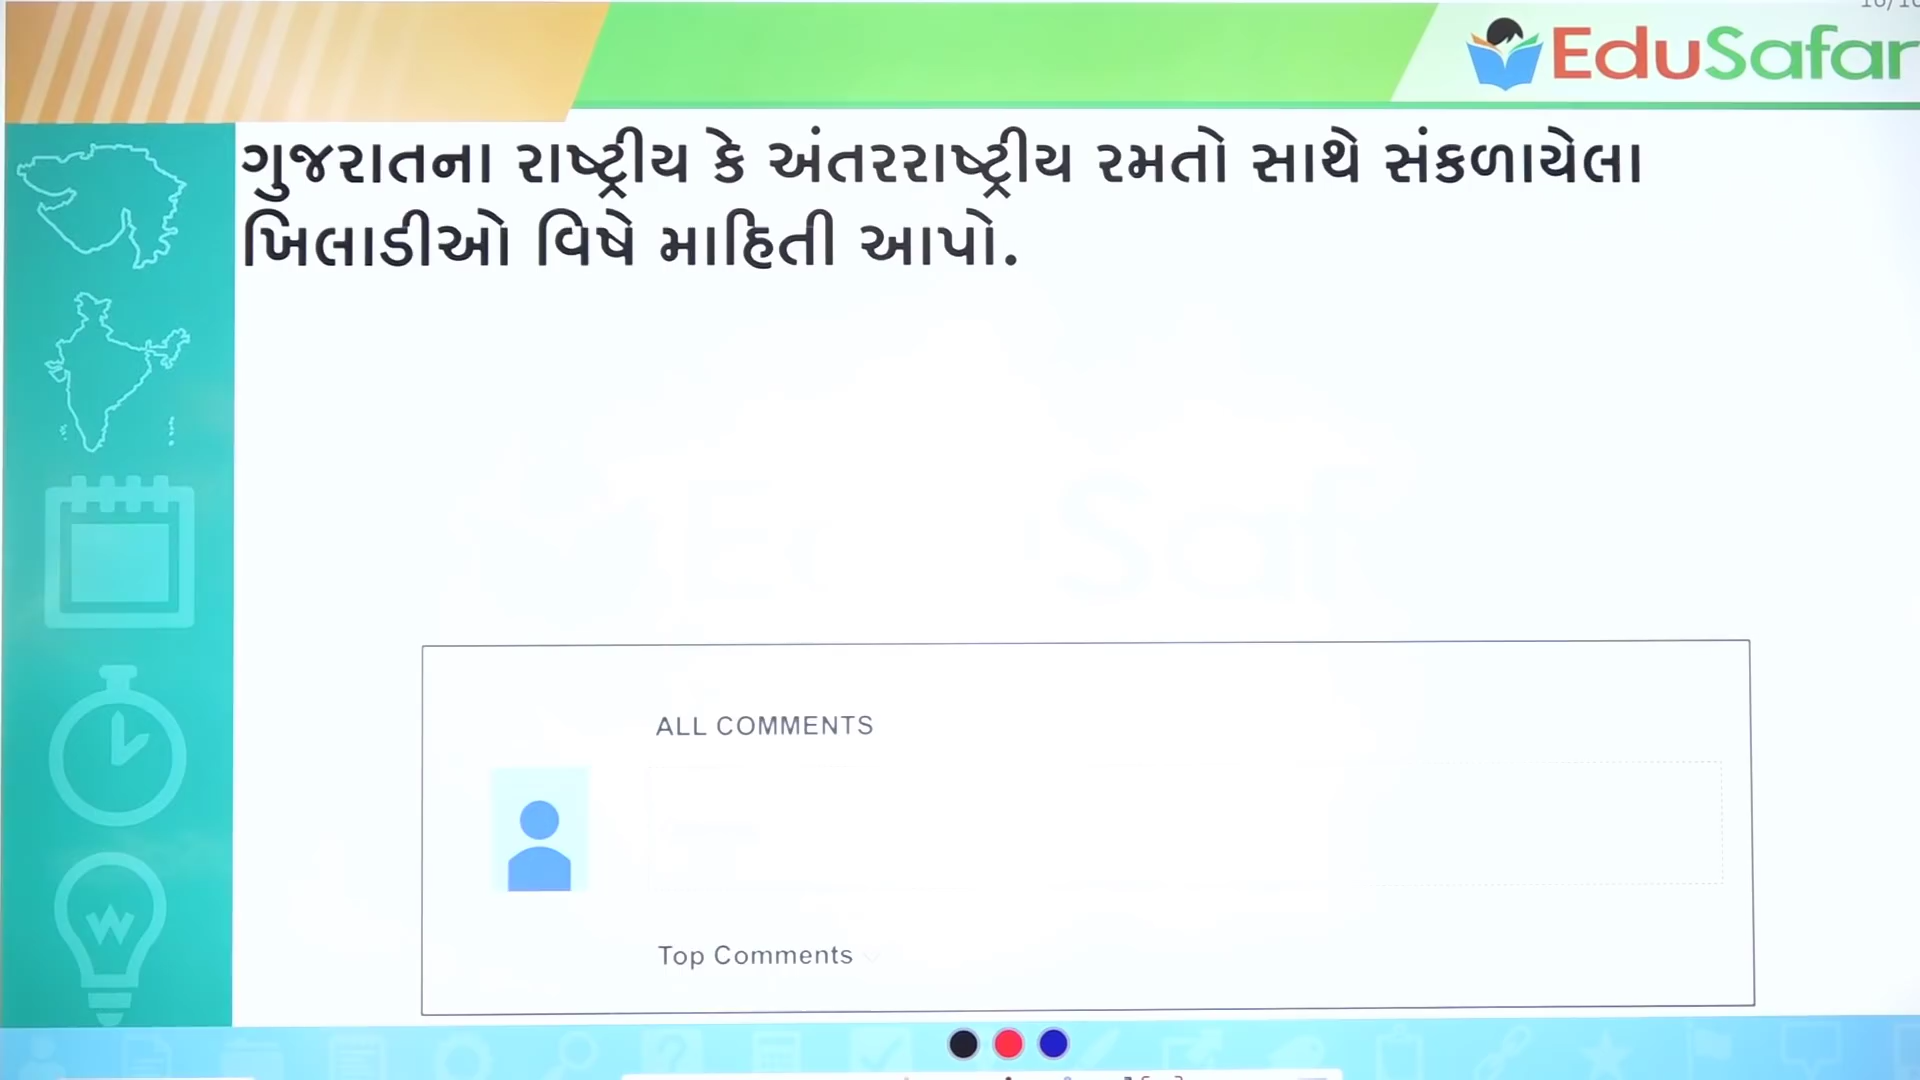 EduSafar
ગુજરાતના રાષ્ટ્રીય કે અંતરરાષ્ટ્રીય રમતો સાથે સંકળાયેલા
ખિલાડીઓ વિષે માહિતી આપો.
ALL COMMENTS
Top Comments